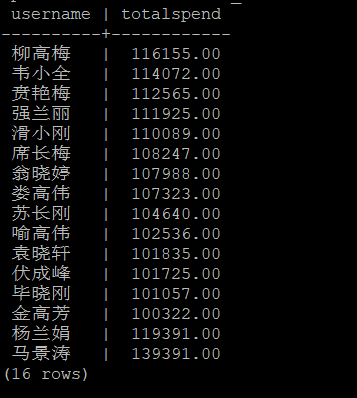 username | totalspend
----------+------------
柳高梅 | 116155.00
韦小全 | 114072.00
贲艳梅 | 112565.00
强兰丽 | 111925.00
滑小刚 | 110089.00
席长梅 | 108247.00
翁晓婷 | 107988.00
娄高伟 | 107323.00
苏长刚 | 104640.00
喻高伟 | 102536.00
袁晓轩 | 101835.00
伏成峰 | 101725.00
毕晓刚 | 101057.00
金高芳 | 100322.00
杨兰娟 | 119391.00
马景涛 | 139391.00
(16 rows)